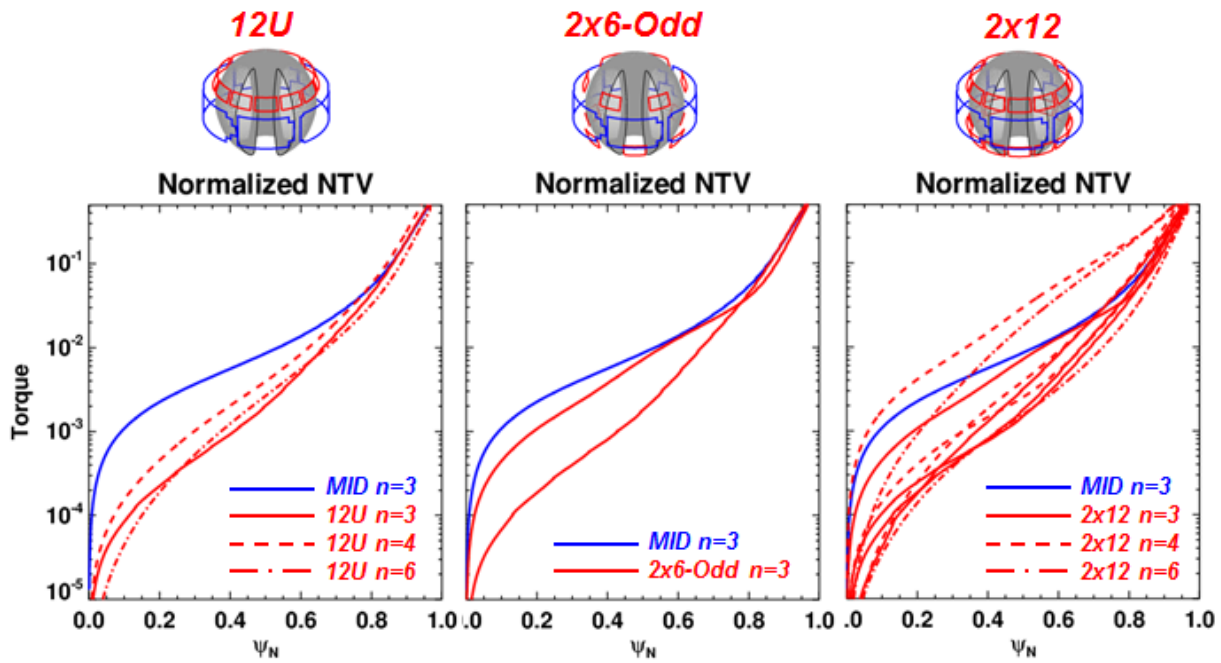 12U
2x6-Odd
2x12
Normalized NTV
Normalized NTV
Normalized NTV
Torque
10⁻¹
10⁻²
10⁻³
10⁻⁴
10⁻⁵
MID n=3
12U n=3
12U n=4
12U n=6
MID n=3
2x6-Odd n=3
MID n=3
2x12 n=3
2x12 n=4
2x12 n=6
0.0 0.2 0.4 0.6 0.8 1.0
.0 0.2 0.4 0.6 0.8 1.0
.0 0.2 0.4 0.6 0.8 1.0
ψN
ψN
ψN